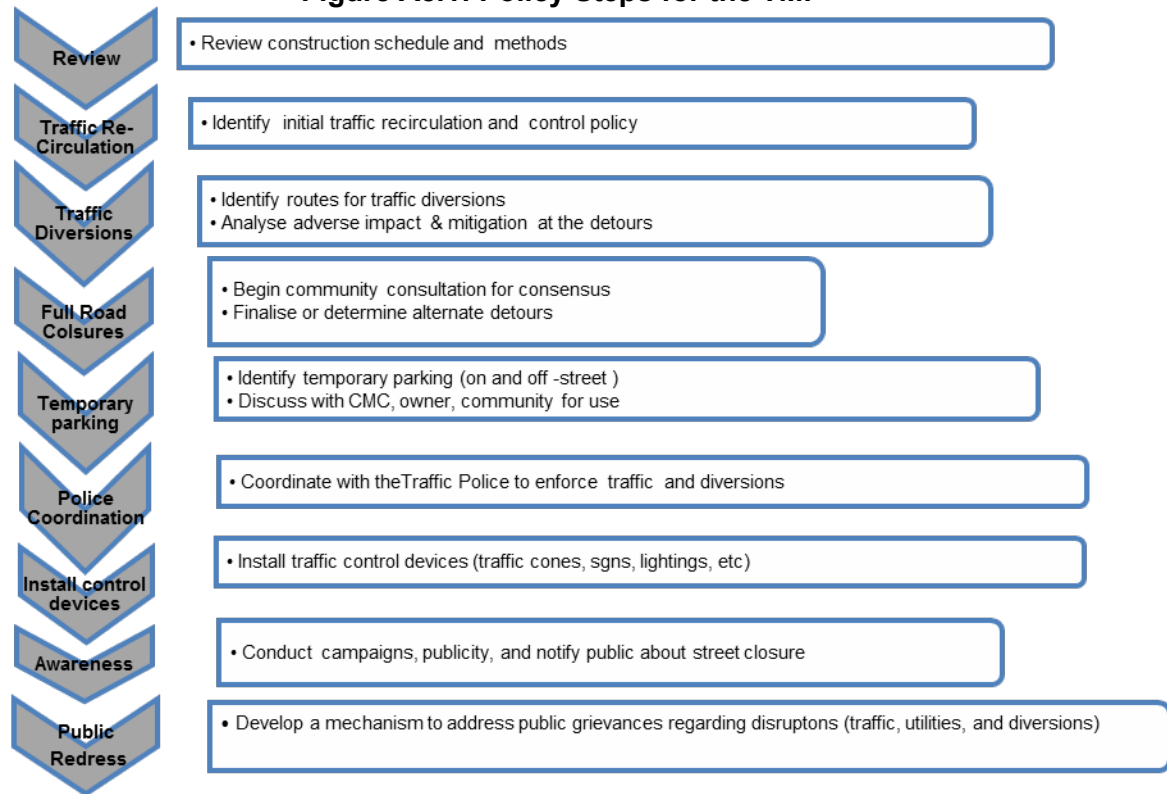 Review
• Review construction schedule and methods
Traffic Re-
Circulation
• Identify initial traffic recirculation and control policy
Traffic
Diversions
• Identify routes for traffic diversions
• Analyse adverse impact & mitigation at the detours
Full Road
Colsures
• Begin community consultation for consensus
• Finalise or determine alternate detours
Temporary
parking
• Identify temporary parking (on and off -street )
• Discuss with CMC, owner, community for use
Police
Coordination
• Coordinate with theTraffic Police to enforce traffic and diversions
Install control
devices
• Install traffic control devices (traffic cones, sgns, lightings, etc)
Awareness
• Conduct campaigns, publicity, and notify public about street closure
Public
Redress
• Develop a mechanism to address public grievances regarding disruptons (traffic, utilities, and diversions)